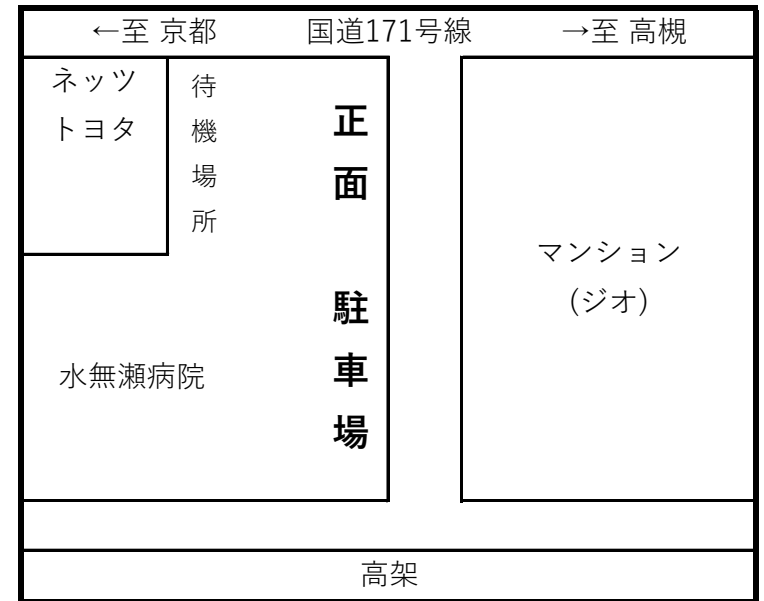 ←至 京都 国道171号線 →至 高槻
ネッツ
トヨタ
待機場所
正面 駐車場
マンション
(ジオ)
水無瀬病院
高架